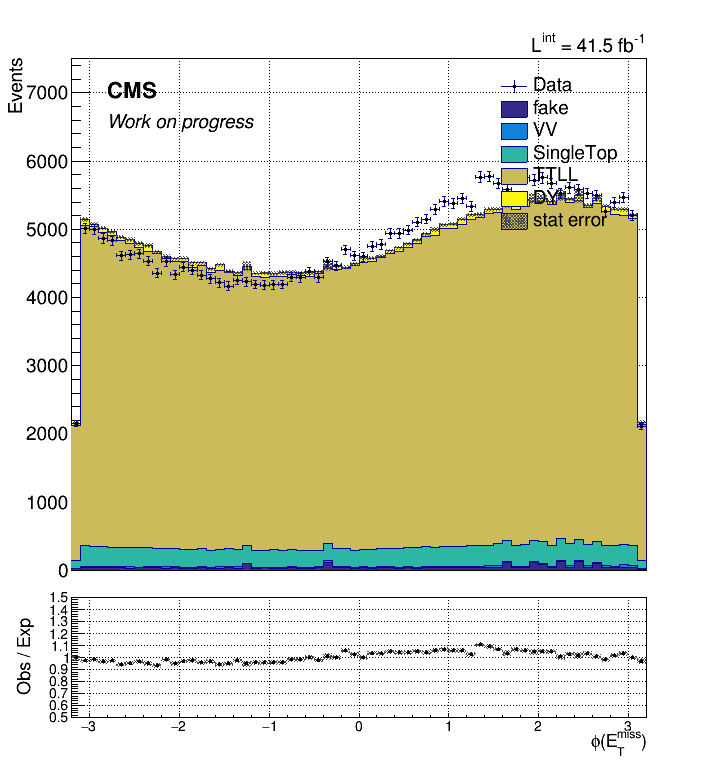 L^int = 41.5 fb^-1
Events
CMS
Work on progress
Data
fake
VV
SingleTop
TTLL
DY
stat error
7000
6000
5000
4000
3000
2000
1000
0
Obs / Exp
1.5
1.4
1.3
1.2
1.1
1
0.9
0.8
0.7
0.6
0.5
−3 −2 −1 0 1 2 3
ϕ(E_T^miss)